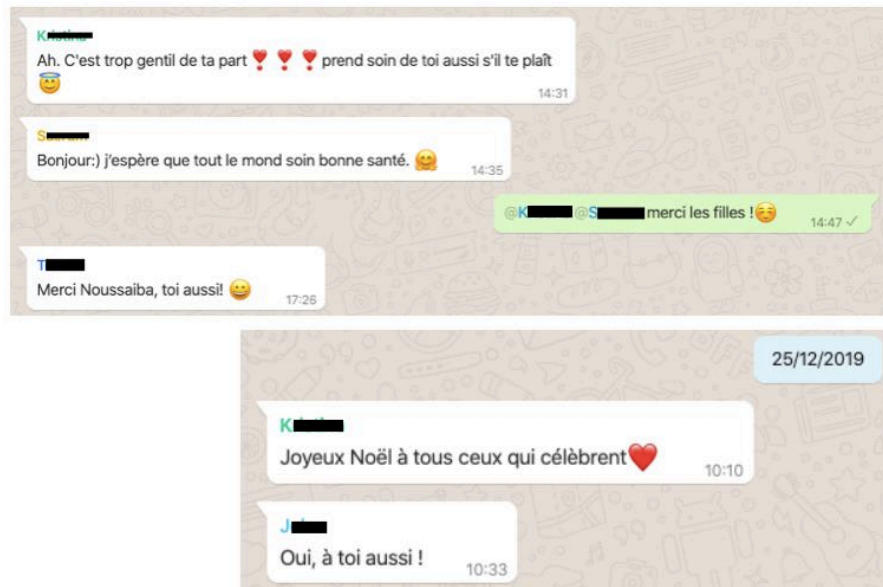 Ah. C'est trop gentil de ta part ❣️ ❣️ ❣️ prend soin de toi aussi s'il te plaît
😇
14:31
Bonjour:) j'espère que tout le mond soin bonne santé. 🤗
14:35
@K @S merci les filles !☺️
14:47
T
Merci Noussaiba, toi aussi! 😀
17:26
25/12/2019
K
Joyeux Noël à tous ceux qui célèbrent❤️
10:10
J
Oui, à toi aussi !
10:33